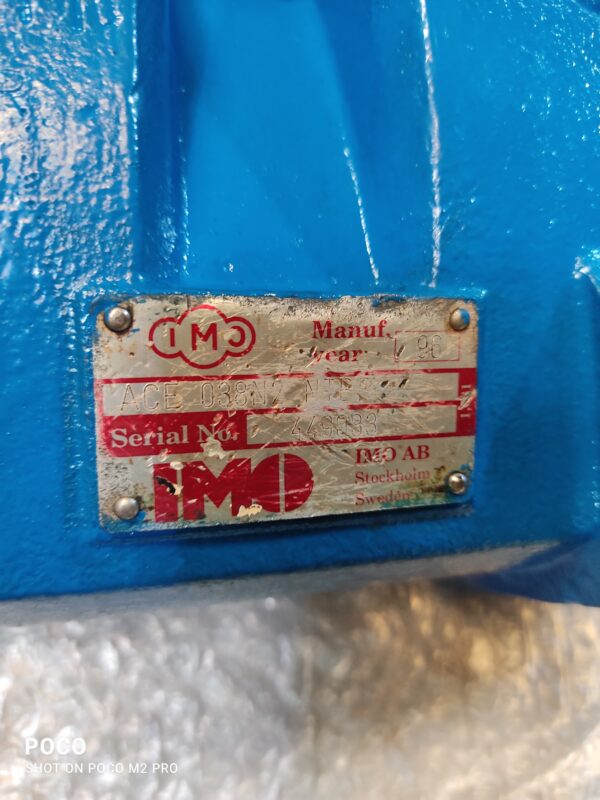 IMO
Manuf.
year 98
ACE 038N2
Serial No. 449033
IMO
IMO AB
Stockholm
Sweden
POCO
SHOT ON POCO M2 PRO